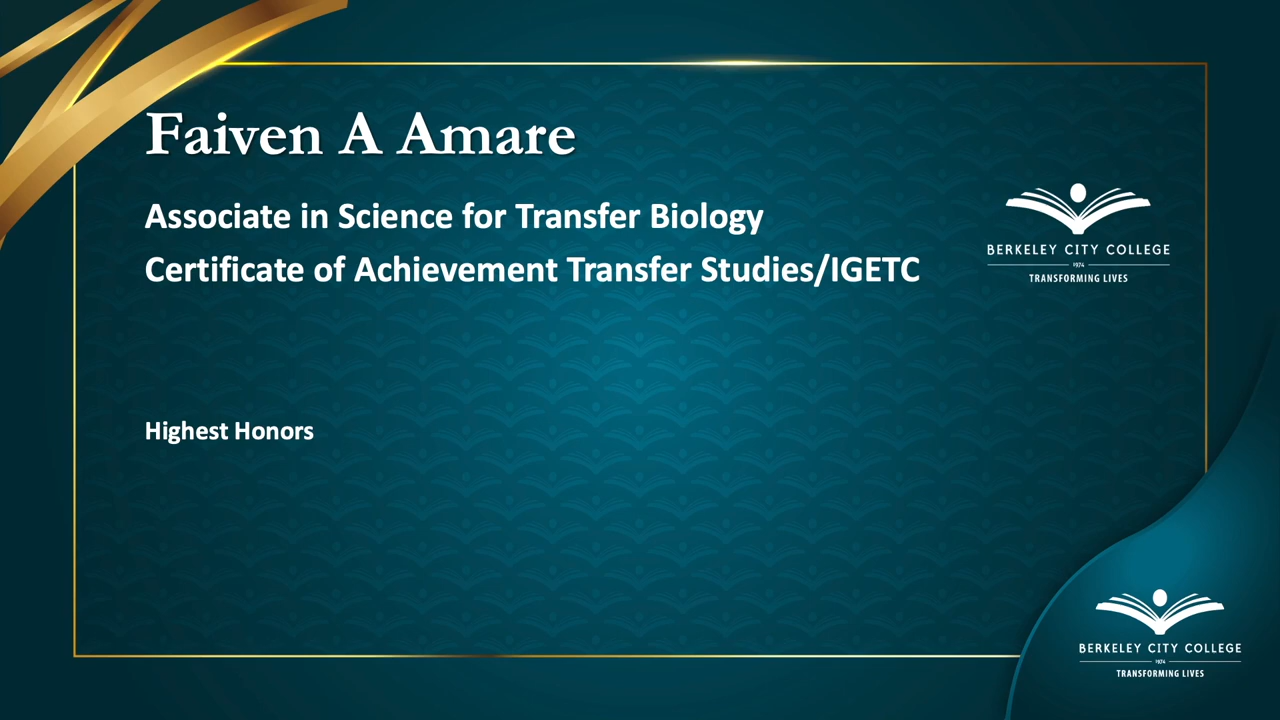 Faiven A Amare
Associate in Science for Transfer Biology
Certificate of Achievement Transfer Studies/IGETC
BERKELEY CITY COLLEGE
1974
TRANSFORMING LIVES
Highest Honors
BERKELEY CITY COLLEGE
1974
TRANSFORMING LIVES